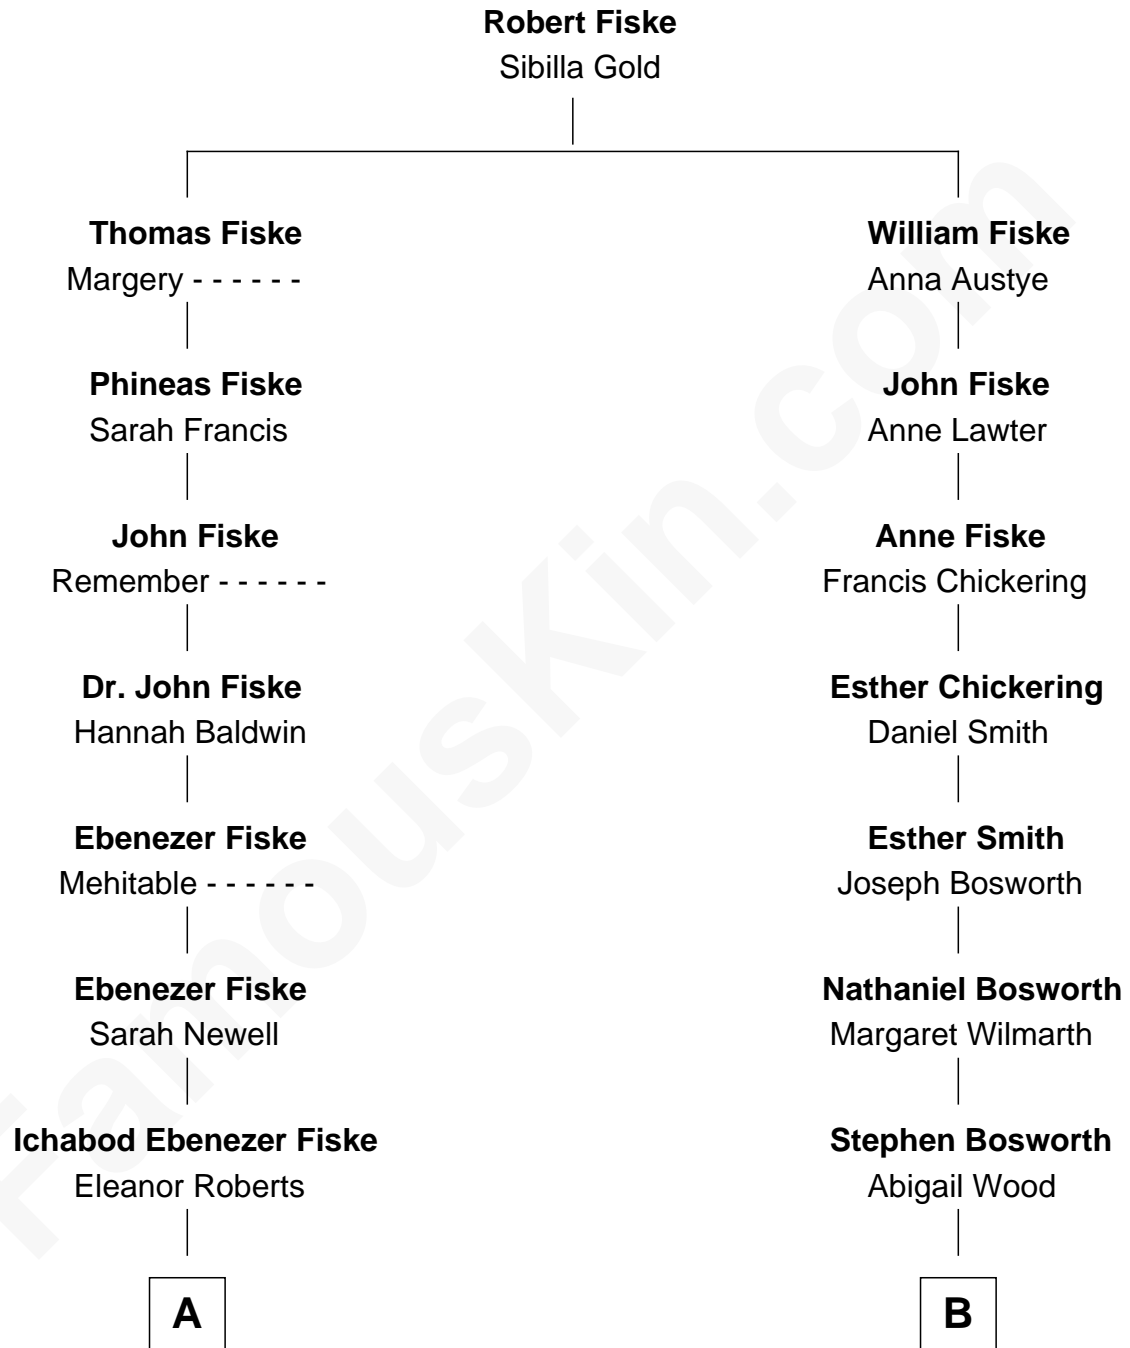 Robert Fiske
Sibilla Gold
Thomas Fiske
Margery - - - - - -
William Fiske
Anna Austye
Phineas Fiske
Sarah Francis
John Fiske
Anne Lawter
John Fiske
Remember - - - - - -
Anne Fiske
Francis Chickering
Dr. John Fiske
Hannah Baldwin
Esther Chickering
Daniel Smith
Ebenezer Fiske
Mehitable - - - - - -
Esther Smith
Joseph Bosworth
Ebenezer Fiske
Sarah Newell
Nathaniel Bosworth
Margaret Wilmarth
Ichabod Ebenezer Fiske
Eleanor Roberts
Stephen Bosworth
Abigail Wood
A
B
FamousKin.com